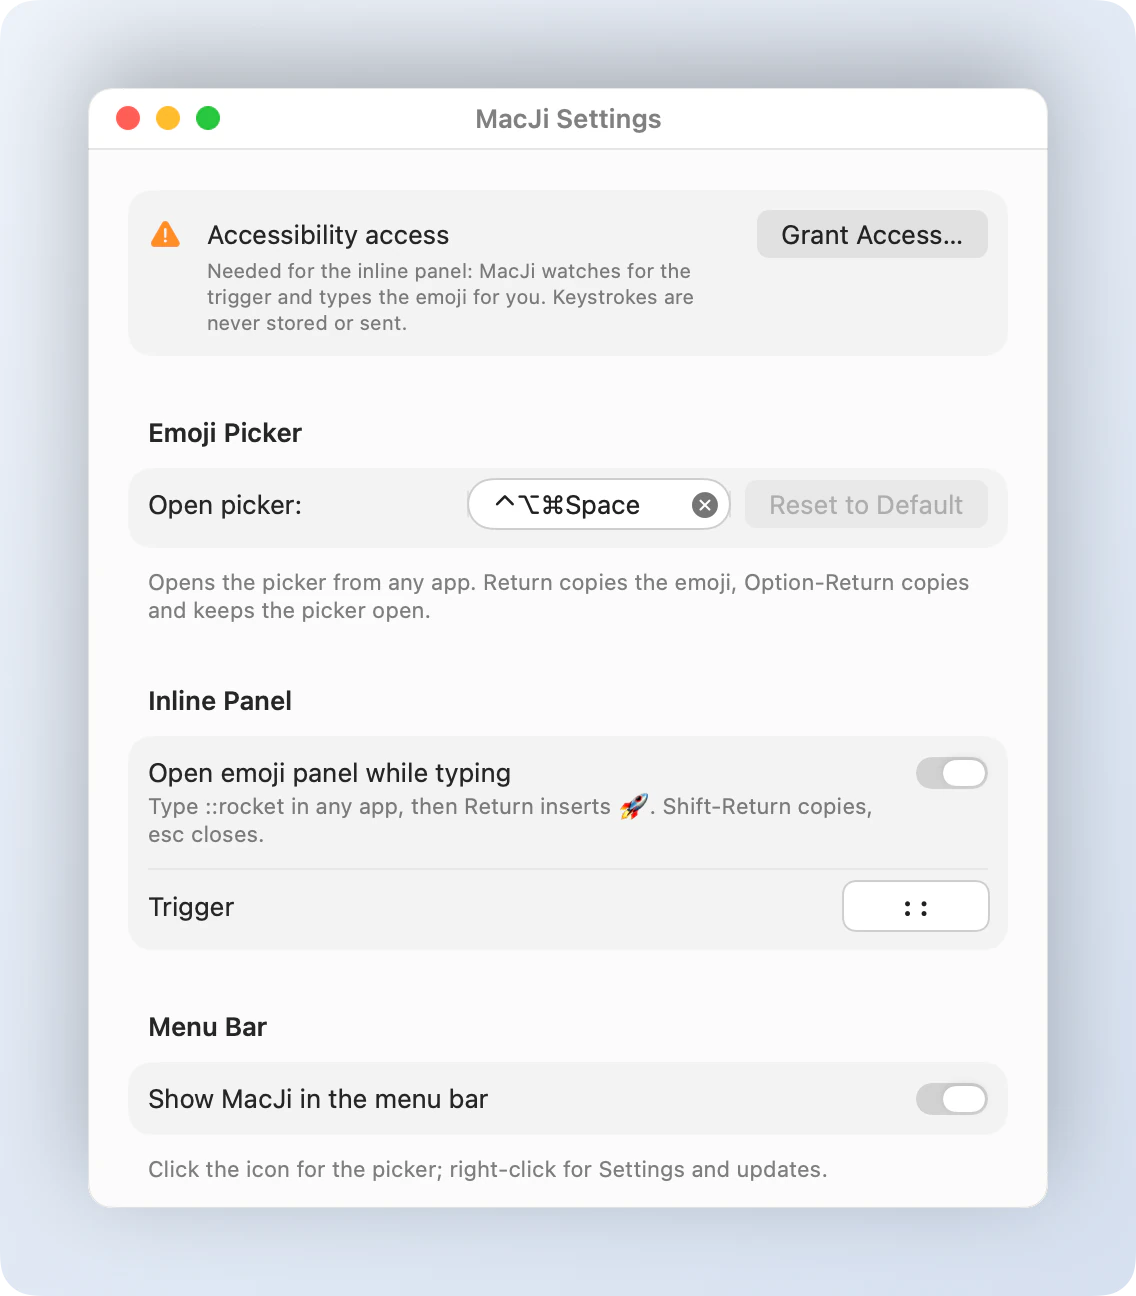 MacJi Settings
Accessibility access
Grant Access...
Needed for the inline panel: MacJi watches for the
trigger and types the emoji for you. Keystrokes are
never stored or sent.
Emoji Picker
Open picker:
⌃⌥⌘Space
Reset to Default
Opens the picker from any app. Return copies the emoji, Option-Return copies
and keeps the picker open.
Inline Panel
Open emoji panel while typing
Type ::rocket in any app, then Return inserts 🚀. Shift-Return copies,
esc closes.
Trigger
::
Menu Bar
Show MacJi in the menu bar
Click the icon for the picker; right-click for Settings and updates.